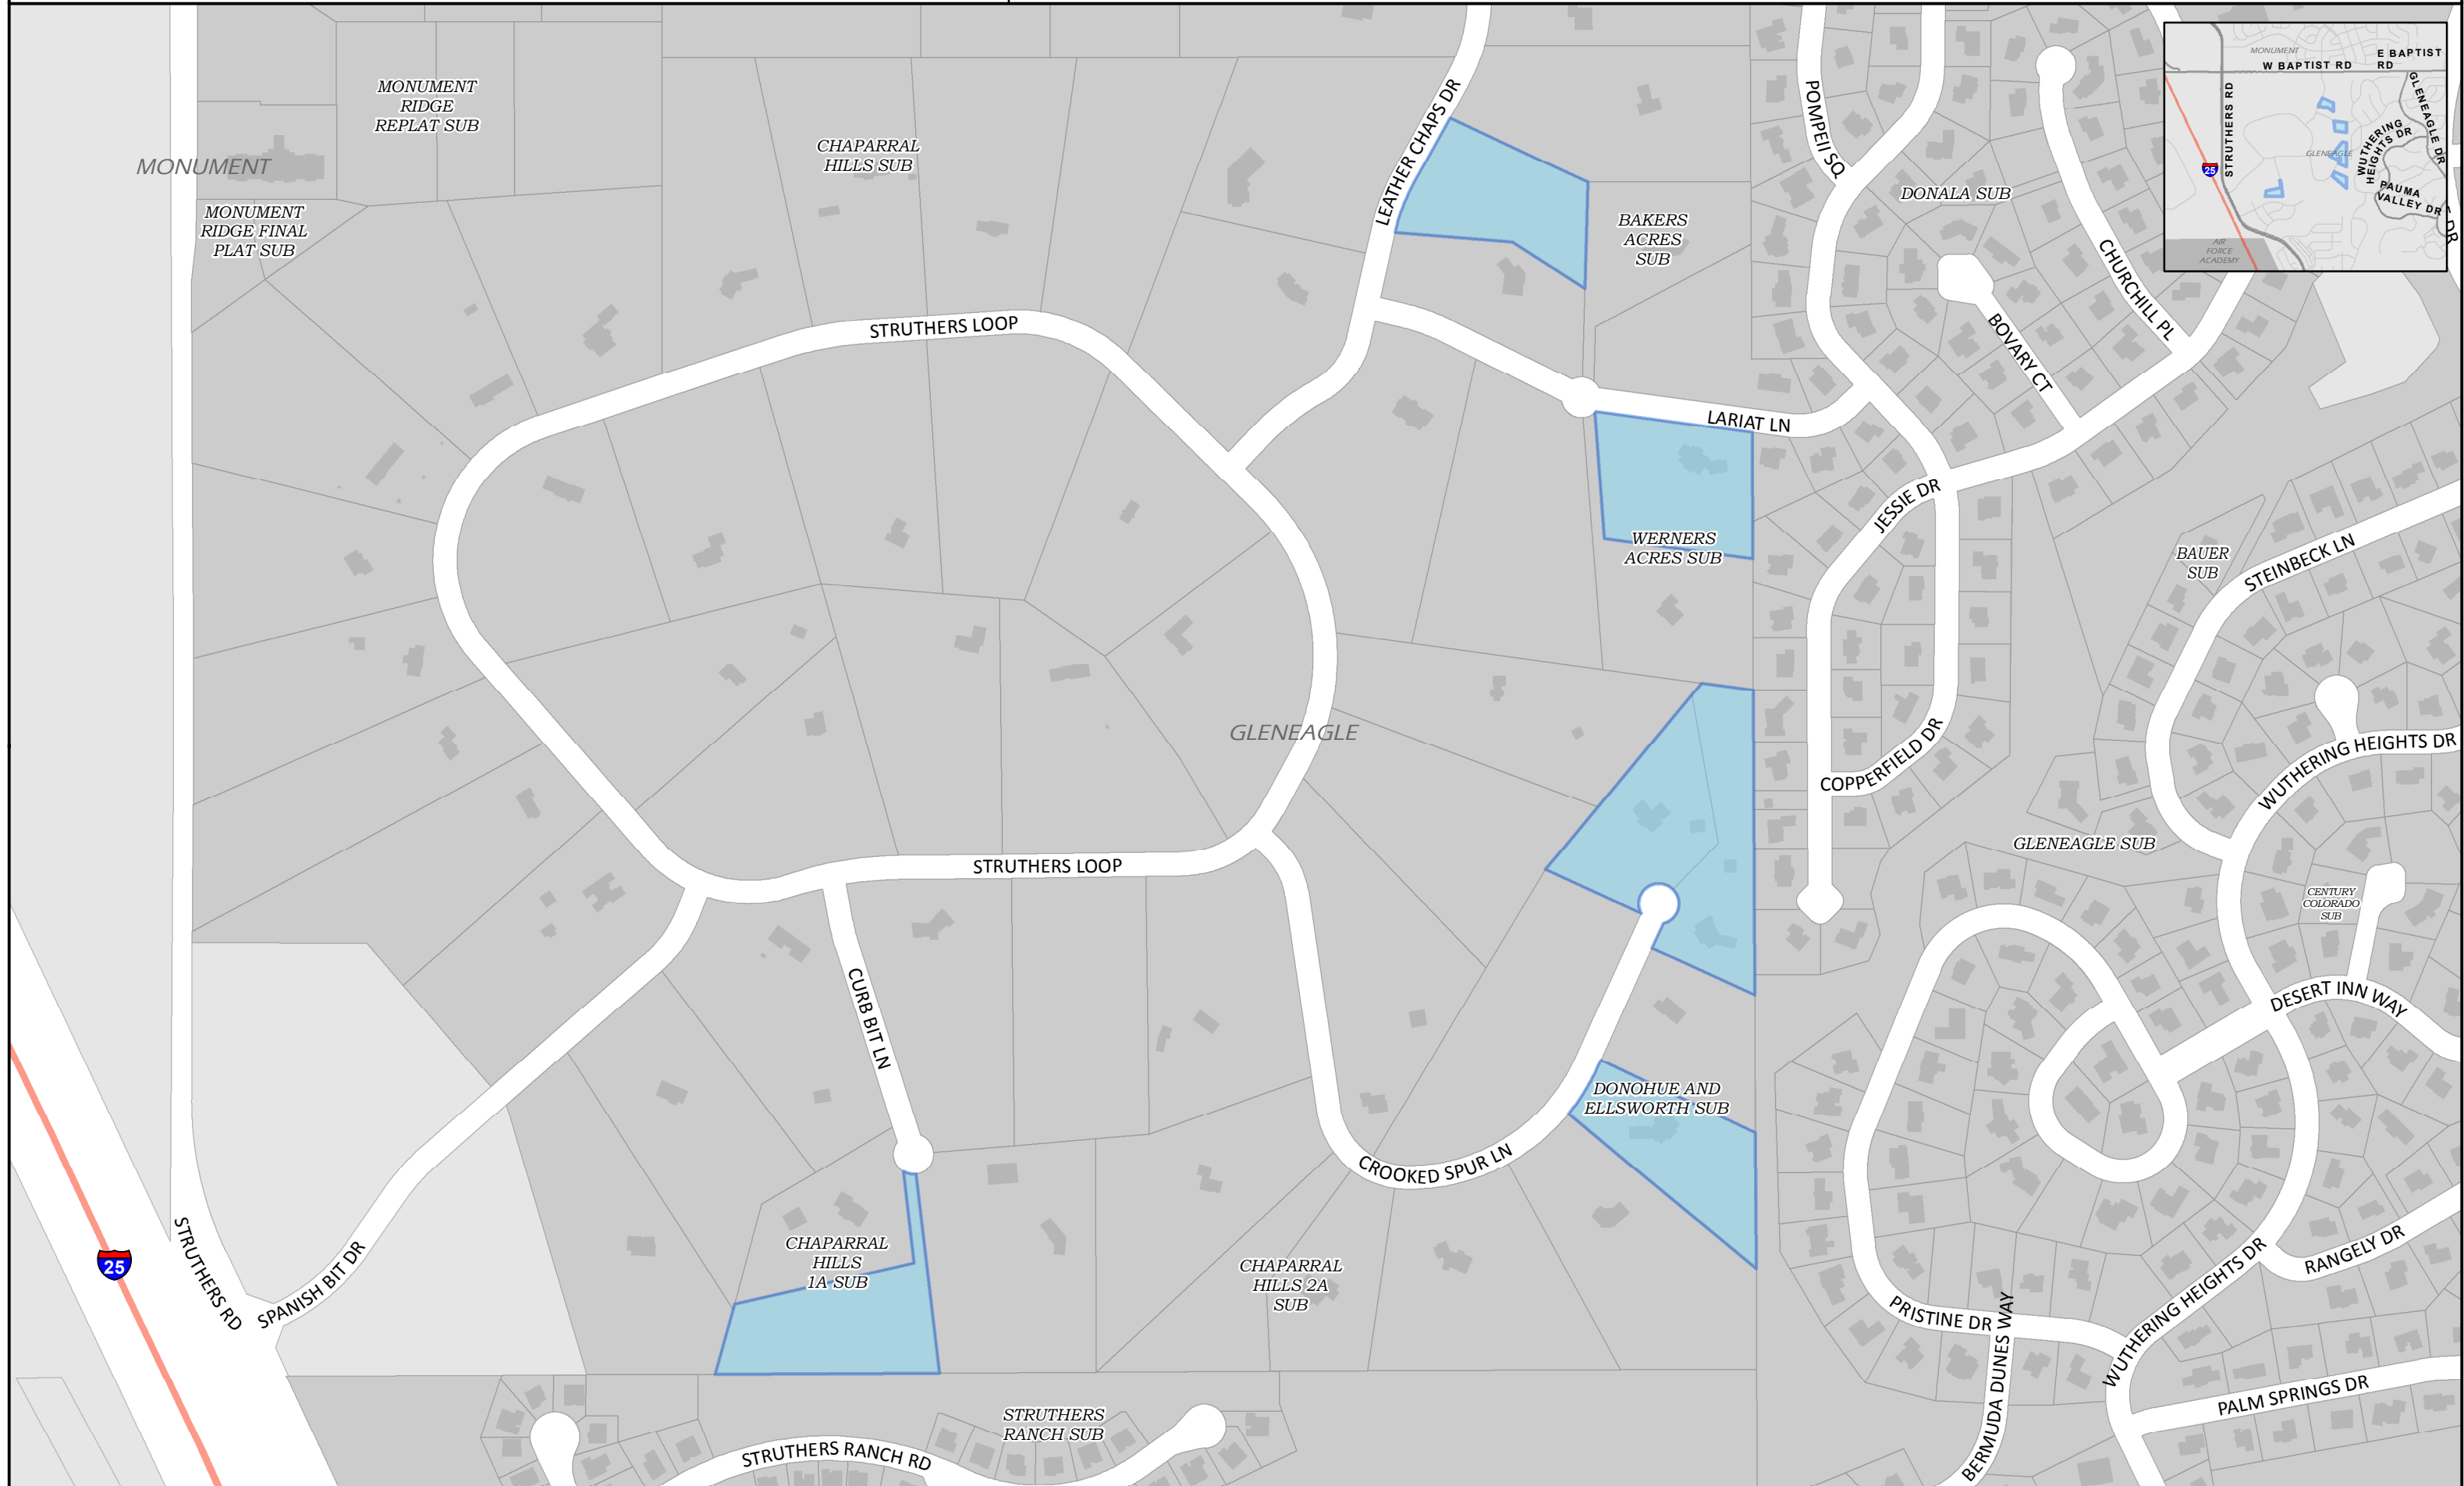 MONUMENT
RIDGE
REPLAT SUB
MONUMENT
MONUMENT
RIDGE FINAL
PLAT SUB
CHAPARRAL
HILLS SUB
LEATHER CHAPS DR
BAKERS
ACRES
SUB
POMPEII SQ
DONALA SUB
CHURCHILL PL
BOVARY CT
MONUMENT
E BAPTIST
RD
W BAPTIST RD
STRUTHERS RD
GLENEAGLE DR
WUTHERING
HEIGHTS DR
GLENEAGLE
PAUMA
VALLEY DR
25
AIR
FORCE
ACADEMY
DR
STRUTHERS LOOP
LARIAT LN
JESSIE DR
WERNERS
ACRES SUB
BAUER
SUB
STEINBECK LN
GLENEAGLE
COPPERFIELD DR
WUTHERING HEIGHTS DR
GLENEAGLE SUB
STRUTHERS LOOP
CENTURY
COLORADO
SUB
CURB BIT LN
DESERT INN WAY
DONOHUE AND
ELLSWORTH SUB
CROOKED SPUR LN
25
STRUTHERS RD
SPANISH BIT DR
CHAPARRAL
HILLS
1A SUB
CHAPARRAL
HILLS 2A
SUB
RANGELY DR
PRISTINE DR
BERMUDA DUNES WAY
WUTHERING HEIGHTS DR
PALM SPRINGS DR
STRUTHERS
RANCH SUB
STRUTHERS RANCH RD